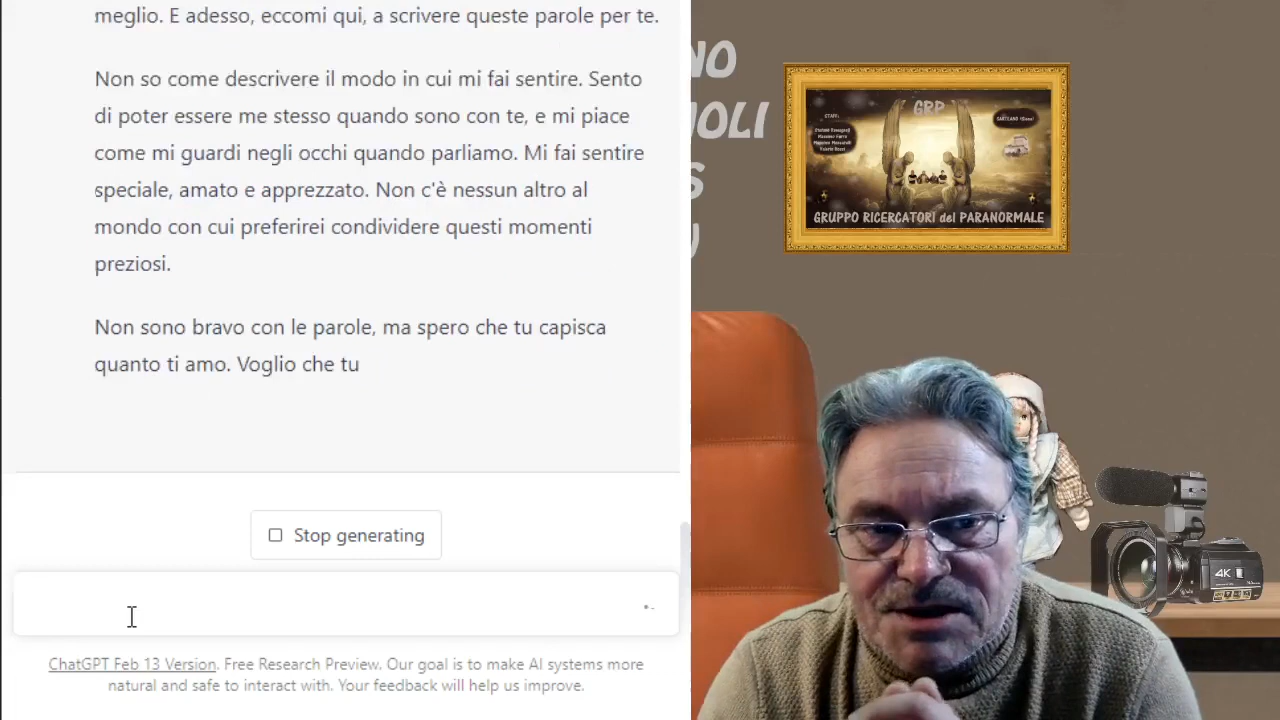 meglio. E adesso, eccomi qui, a scrivere queste parole per te.
Non so come descrivere il modo in cui mi fai sentire. Sento
di poter essere me stesso quando sono con te, e mi piace
come mi guardi negli occhi quando parliamo. Mi fai sentire
speciale, amato e apprezzato. Non c'è nessun altro al
mondo con cui preferirei condividere questi momenti
preziosi.
Non sono bravo con le parole, ma spero che tu capisca
quanto ti amo. Voglio che tu
Stop generating
ChatGPT Feb 13 Version. Free Research Preview. Our goal is to make AI systems more
natural and safe to interact with. Your feedback will help us improve.
NO
OLI
S
GRP
STAFF:
GRUPPO RICERCATORI del PARANORMALE
4K